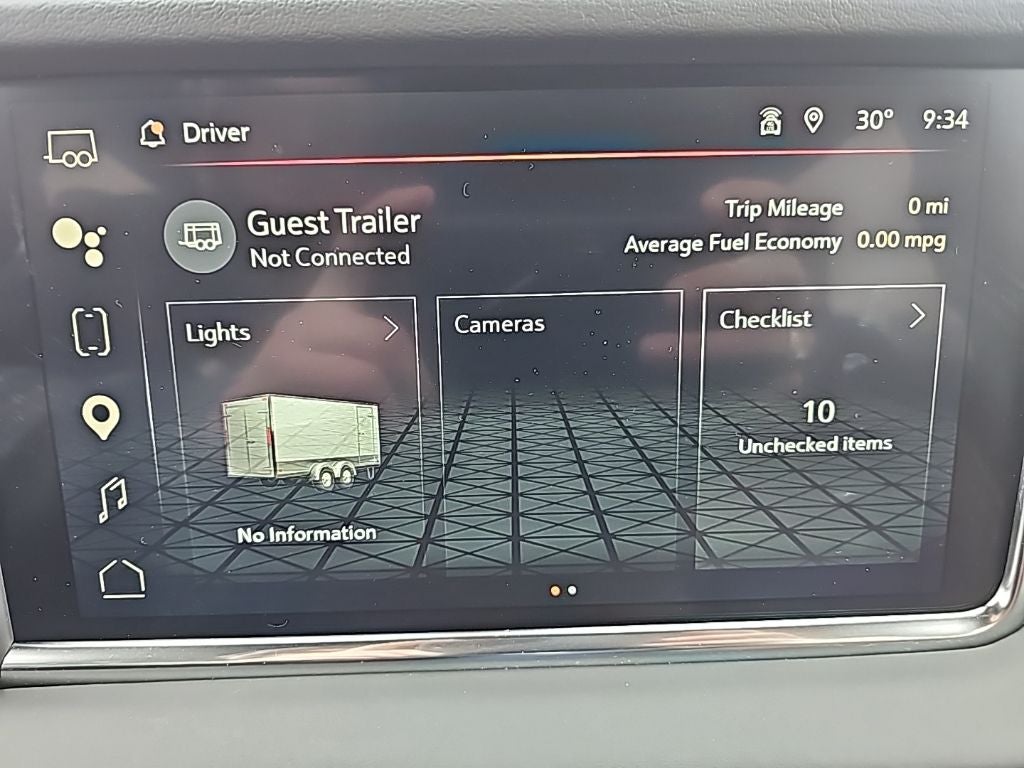 Driver
30° 9:34
Guest Trailer
Not Connected
Trip Mileage 0 mi
Average Fuel Economy 0.00 mpg
Lights
No Information
Cameras
Checklist
10
Unchecked items